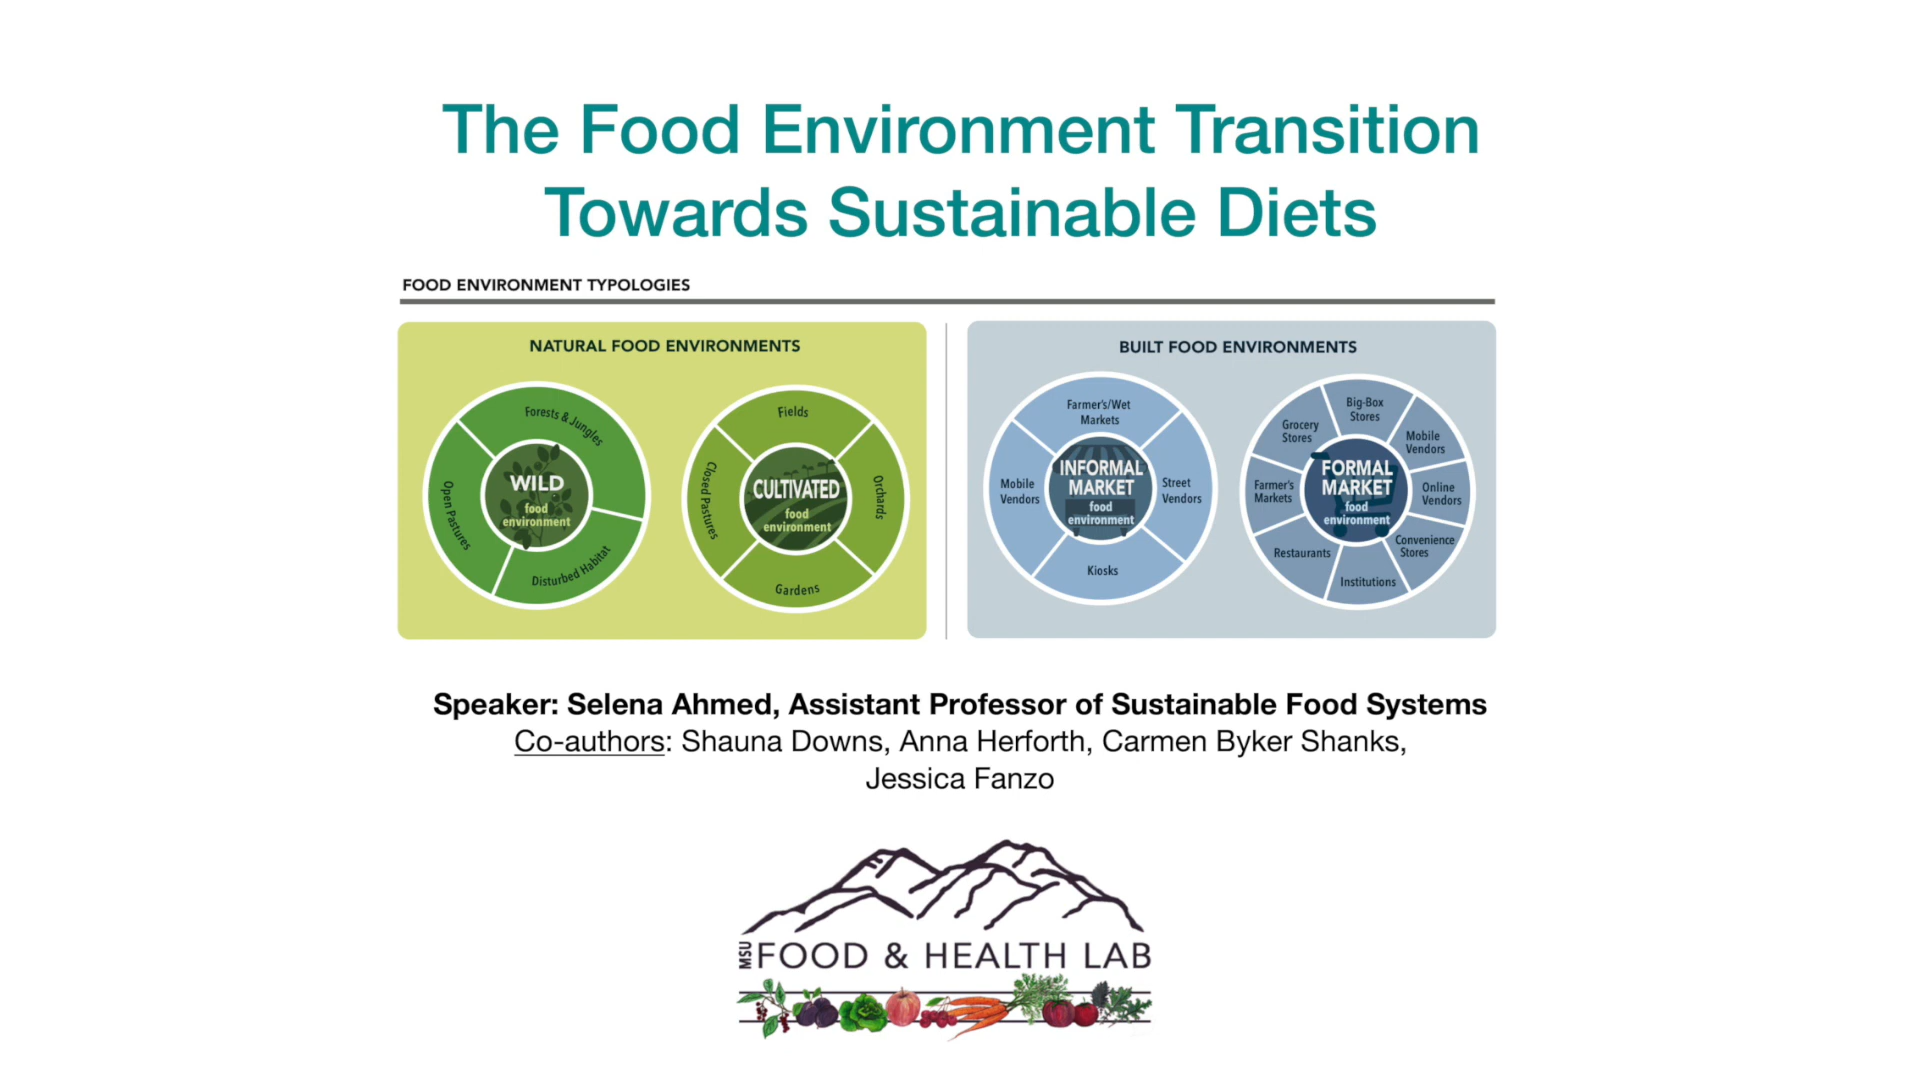 The Food Environment Transition
Towards Sustainable Diets
FOOD ENVIRONMENT TYPOLOGIES
NATURAL FOOD ENVIRONMENTS
Forests & Jungles
Open Pastures
Disturbed Habitat
WILD
food
environment
Fields
Closed Pastures
Orchards
Gardens
CULTIVATED
food
environment
BUILT FOOD ENVIRONMENTS
Farmer's/Wet
Markets
Mobile
Vendors
Street
Vendors
Kiosks
INFORMAL
MARKET
food
environment
Big-Box
Stores
Grocery
Stores
Mobile
Vendors
Farmer's
Markets
Online
Vendors
Restaurants
Convenience
Stores
Institutions
FORMAL
MARKET
food
environment
Speaker: Selena Ahmed, Assistant Professor of Sustainable Food Systems
Co-authors: Shauna Downs, Anna Herforth, Carmen Byker Shanks,
Jessica Fanzo
MSU FOOD & HEALTH LAB